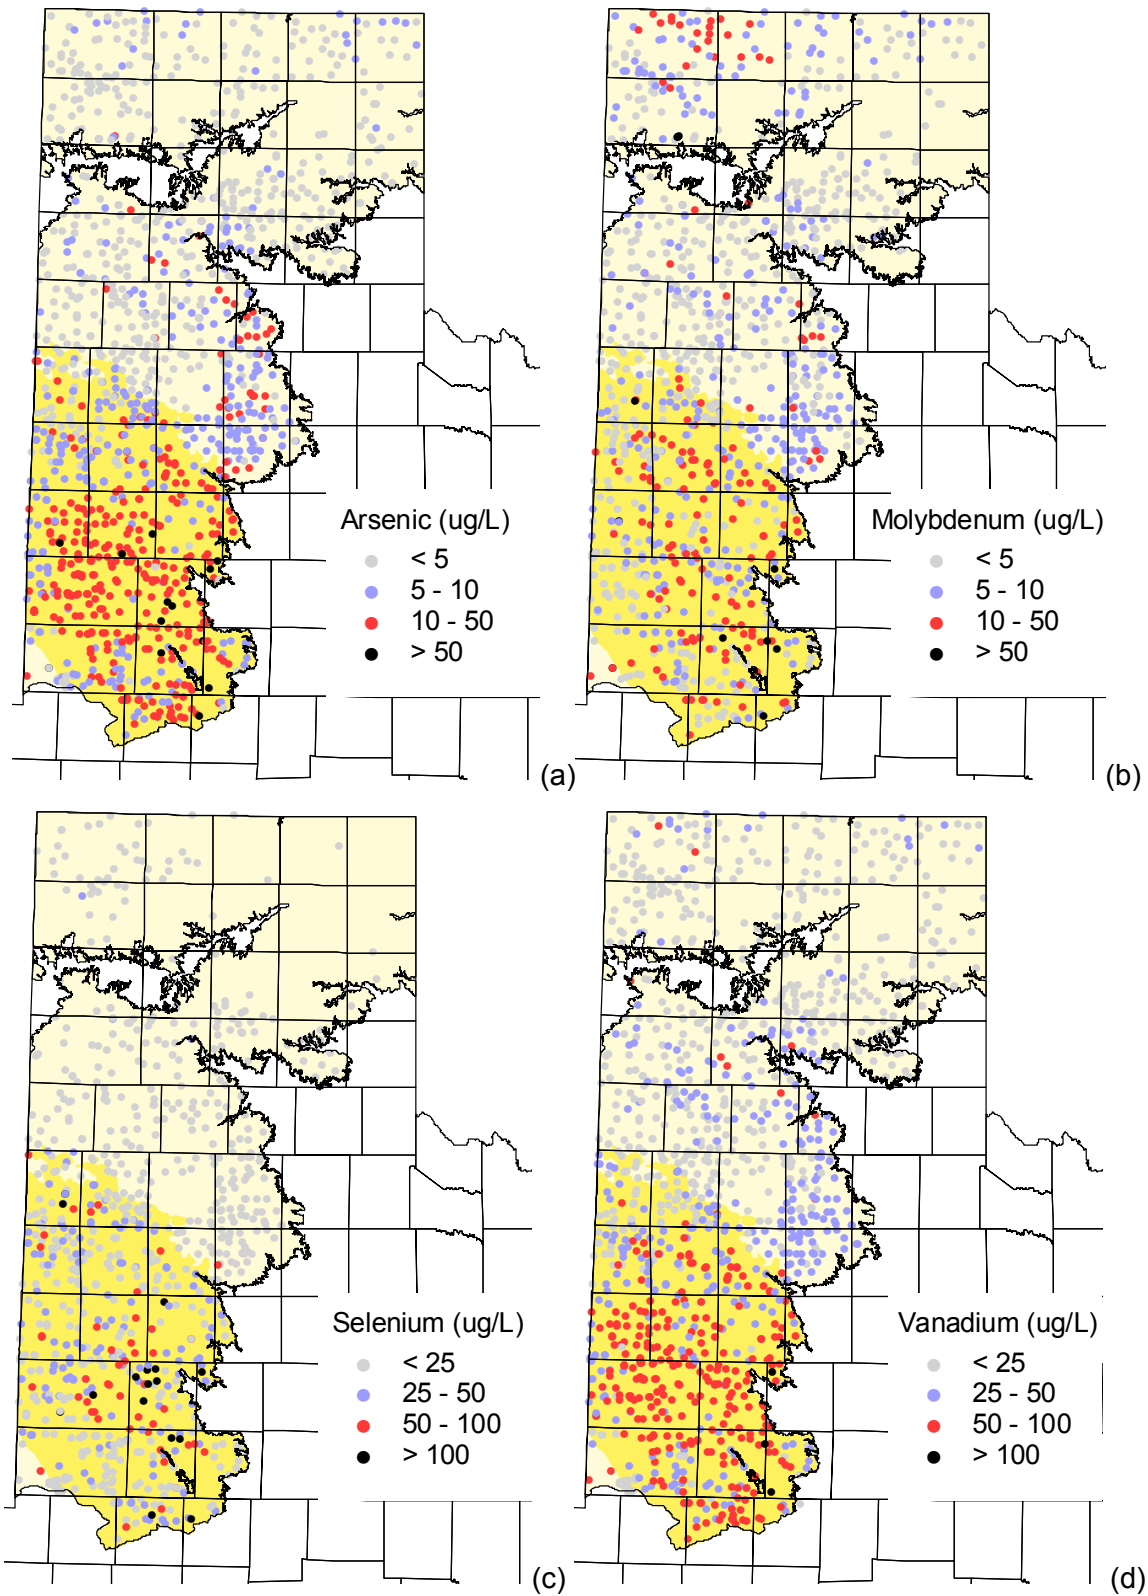 Arsenic (ug/L)
< 5
5 - 10
10 - 50
> 50
(a)
Molybdenum (ug/L)
< 5
5 - 10
10 - 50
> 50
(b)
Selenium (ug/L)
< 25
25 - 50
50 - 100
> 100
(c)
Vanadium (ug/L)
< 25
25 - 50
50 - 100
> 100
(d)